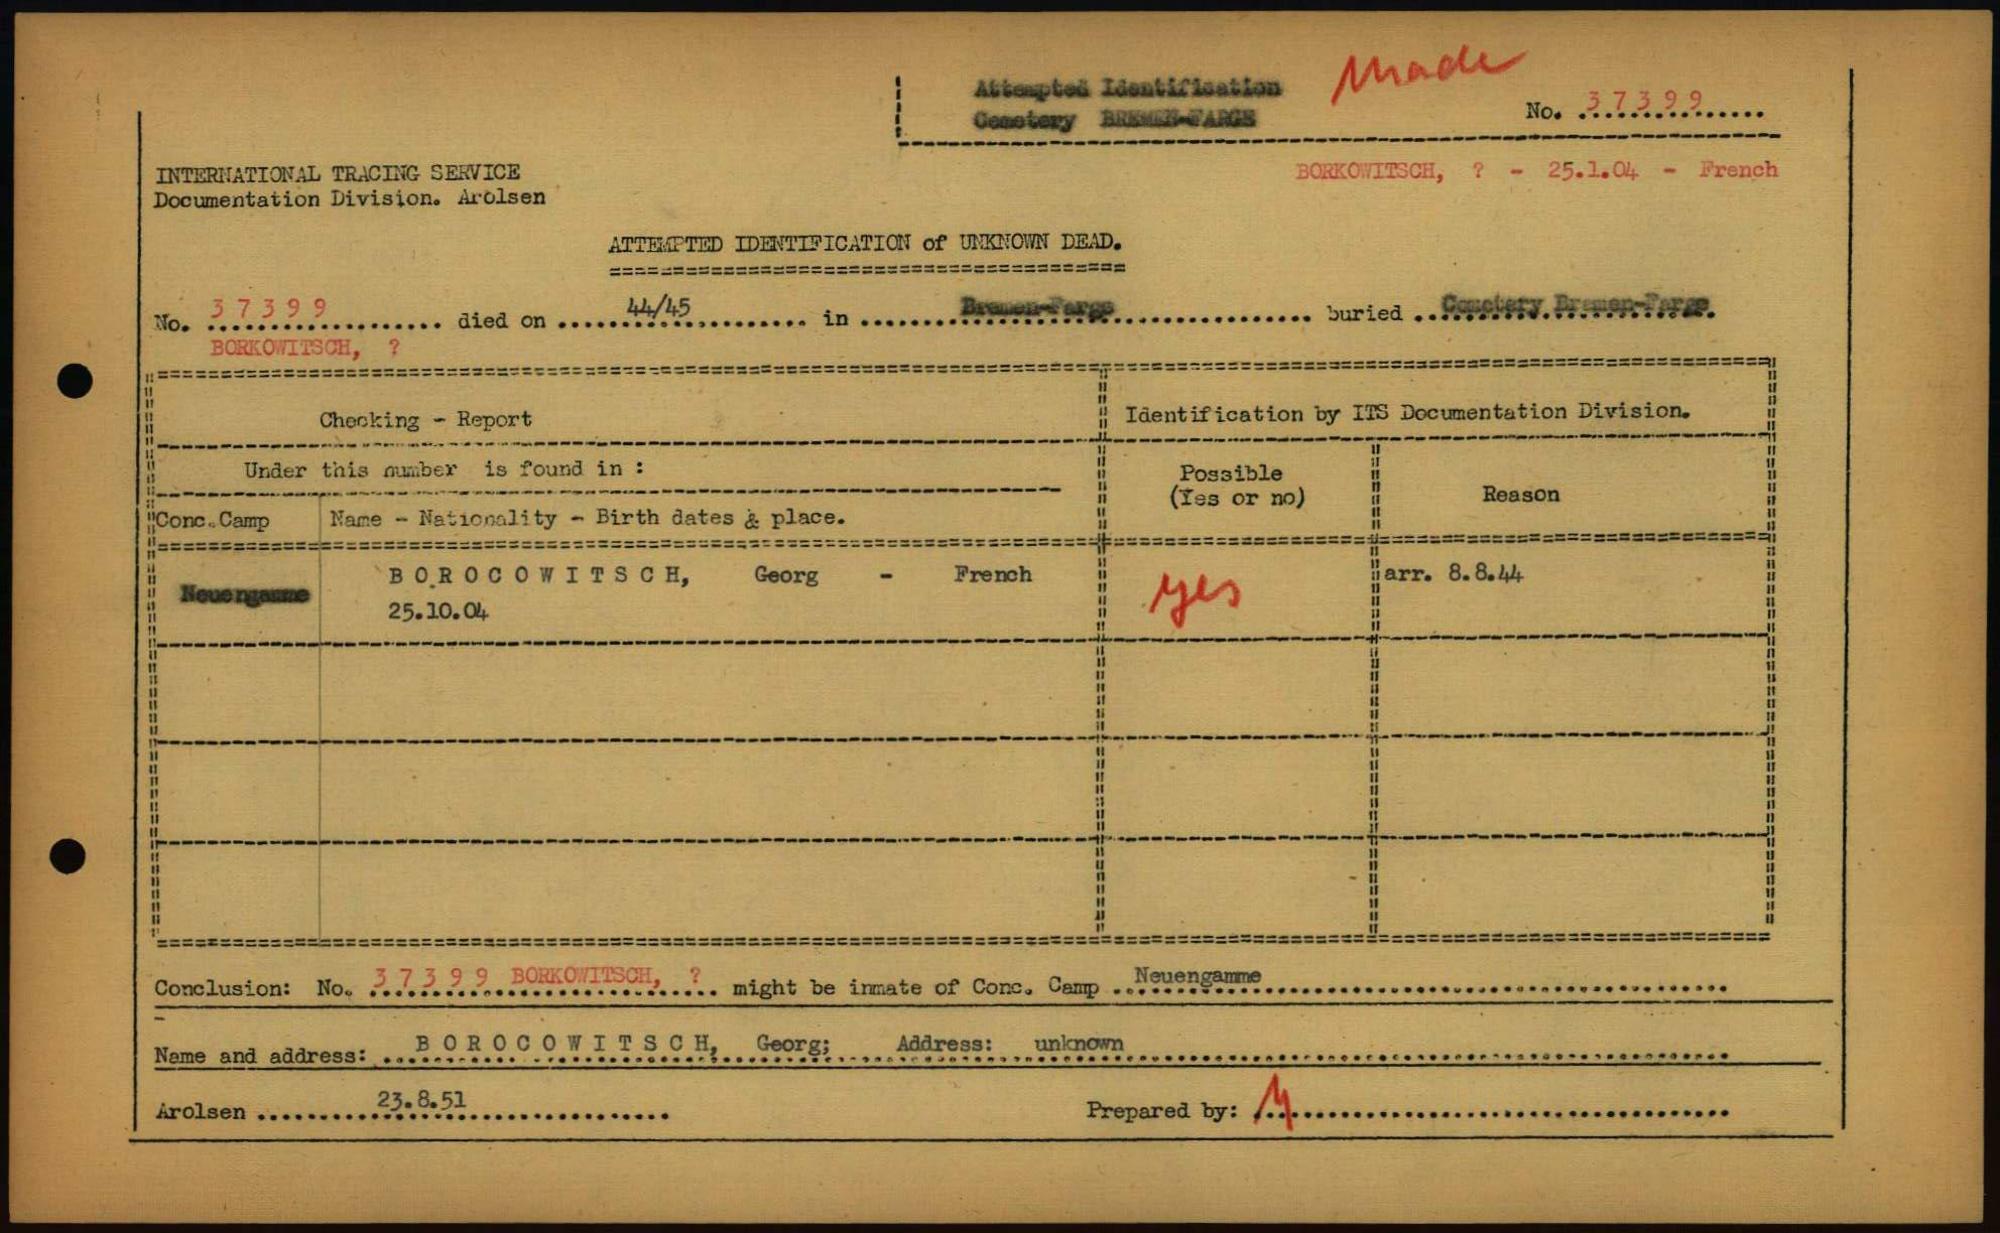 Attempted Identification
Cemetery BREMEN-FARGE
Made
No. 37399
INTERNATIONAL TRACING SERVICE
Documentation Division. Arolsen
BORKOWITSCH, ? - 25.1.04 - French
ATTEMPTED IDENTIFICATION of UNKNOWN DEAD.
No. 37399 died on 44/45 in Bremen-Farge buried Cemetery Bremen-Farge
BORKOWITSCH, ?
Checking - Report
Identification by ITS Documentation Division.
Under this number is found in :
Possible
(Yes or no)
Reason
Conc.Camp
Name - Nationality - Birth dates & place.
Neuengamme
BOROCOWITSCH, Georg - French
25.10.04
yes
arr. 8.8.44
Conclusion: No. 37399 BORKOWITSCH, ? might be inmate of Conc. Camp Neuengamme
Name and address: BOROCOWITSCH, Georg; Address: unknown
Arolsen 23.8.51
Prepared by: